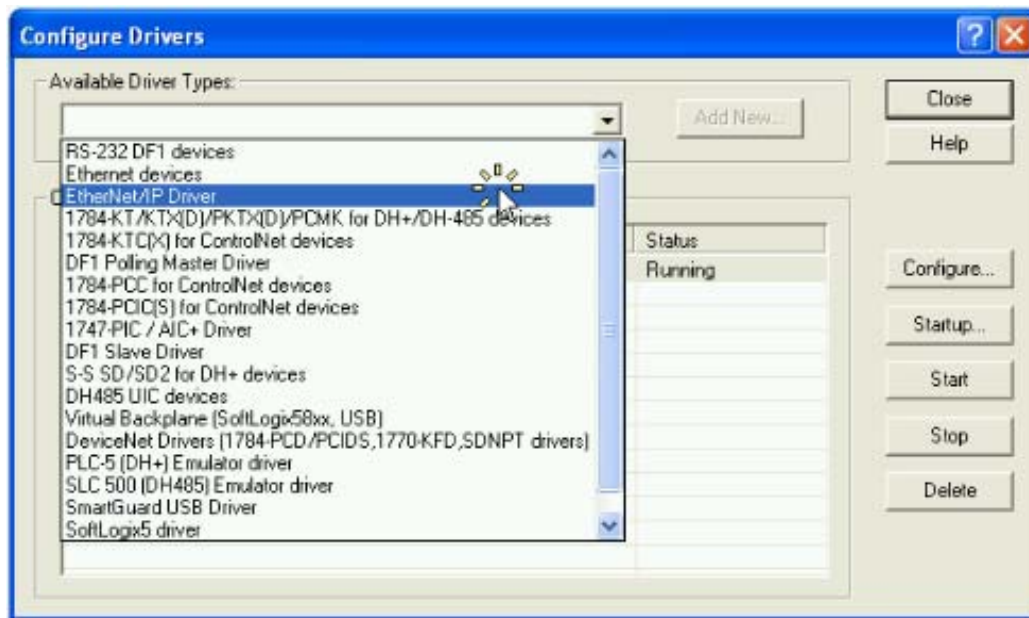 Configure Drivers
Available Driver Types:
Add New...
Close
Help
RS-232 DF1 devices
Ethernet devices
EtherNet/IP Driver
1784-KT/KTX(D)/PKTX(D)/PCMK for DH+/DH-485 devices
1784-KTC(X) for ControlNet devices
DF1 Polling Master Driver
1784-PCC for ControlNet devices
1784-PCIC(S) for ControlNet devices
1747-PIC / AIC+ Driver
DF1 Slave Driver
S-S SD/SD2 for DH+ devices
DH485 UIC devices
Virtual Backplane (SoftLogix58xx, USB)
DeviceNet Drivers (1784-PCD/PCIDS,1770-KFD,SDNPT drivers)
PLC-5 (DH+) Emulator driver
SLC 500 (DH485) Emulator driver
SmartGuard USB Driver
SoftLogix5 driver
Status
Running
Configure...
Startup...
Start
Stop
Delete